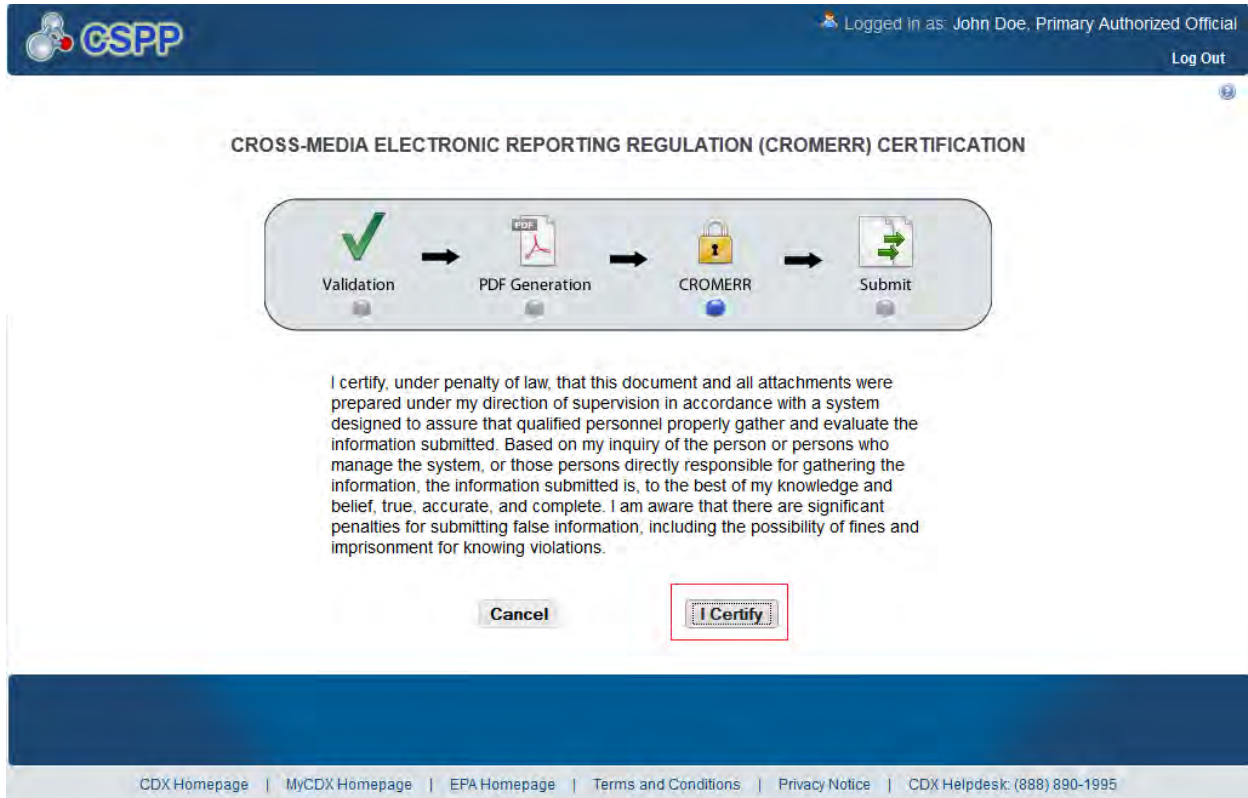 CSPP
Logged in as: John Doe, Primary Authorized Official
Log Out
CROSS-MEDIA ELECTRONIC REPORTING REGULATION (CROMERR) CERTIFICATION
PDF
Validation PDF Generation CROMERR Submit
I certify, under penalty of law, that this document and all attachments were
prepared under my direction of supervision in accordance with a system
designed to assure that qualified personnel properly gather and evaluate the
information submitted. Based on my inquiry of the person or persons who
manage the system, or those persons directly responsible for gathering the
information, the information submitted is, to the best of my knowledge and
belief, true, accurate, and complete. I am aware that there are significant
penalties for submitting false information, including the possibility of fines and
imprisonment for knowing violations.
Cancel I Certify
CDX Homepage | MyCDX Homepage | EPA Homepage | Terms and Conditions | Privacy Notice | CDX Helpdesk: (888) 890-1995